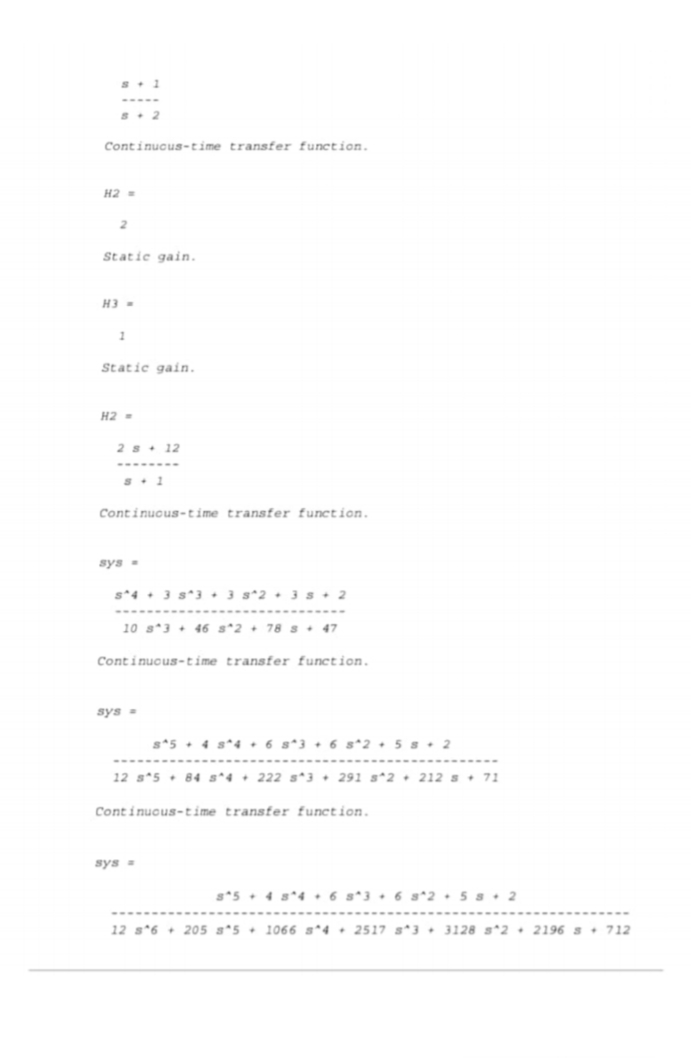 s + 1
-----
s + 2
Continuous-time transfer function.
H2 =
2
Static gain.
H3 =
1
Static gain.
H2 =
2 s + 12
--------
s + 1
Continuous-time transfer function.
sys =
s^4 + 3 s^3 + 3 s^2 + 3 s + 2
-----------------------------
10 s^3 + 46 s^2 + 78 s + 47
Continuous-time transfer function.
sys =
s^5 + 4 s^4 + 6 s^3 + 6 s^2 + 5 s + 2
------------------------------------------------
12 s^5 + 84 s^4 + 222 s^3 + 291 s^2 + 212 s + 71
Continuous-time transfer function.
sys =
s^5 + 4 s^4 + 6 s^3 + 6 s^2 + 5 s + 2
-----------------------------------------------------------------
12 s^6 + 205 s^5 + 1066 s^4 + 2517 s^3 + 3128 s^2 + 2196 s + 712